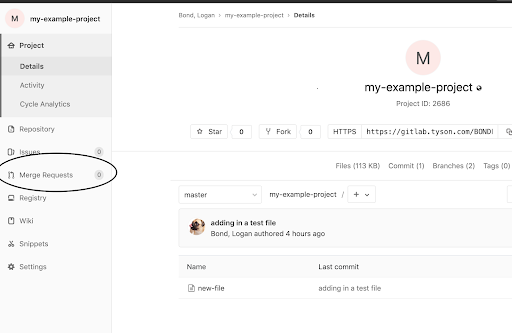 M my-example-project
Bond, Logan > my-example-project > Details
Project
Details
Activity
Cycle Analytics
Repository
Issues 0
Merge Requests 0
Registry
Wiki
Snippets
Settings
M
my-example-project
Project ID: 2686
Star 0 Fork 0 HTTPS https://gitlab.tyson.com/BOND
Files (113 KB) Commit (1) Branches (2) Tags (0)
master my-example-project / +
adding in a test file
Bond, Logan authored 4 hours ago
Name Last commit
new-file adding in a test file